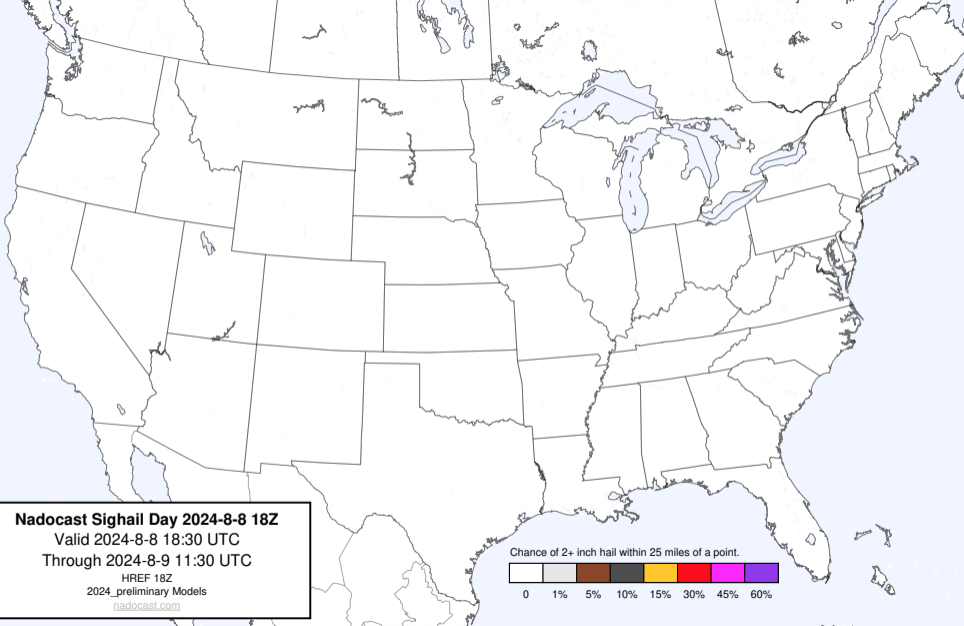 Nadocast Sighail Day 2024-8-8 18Z
Valid 2024-8-8 18:30 UTC
Through 2024-8-9 11:30 UTC
HREF 18Z
2024_preliminary Models
nadocast.com
Chance of 2+ inch hail within 25 miles of a point.
0 1% 5% 10% 15% 30% 45% 60%